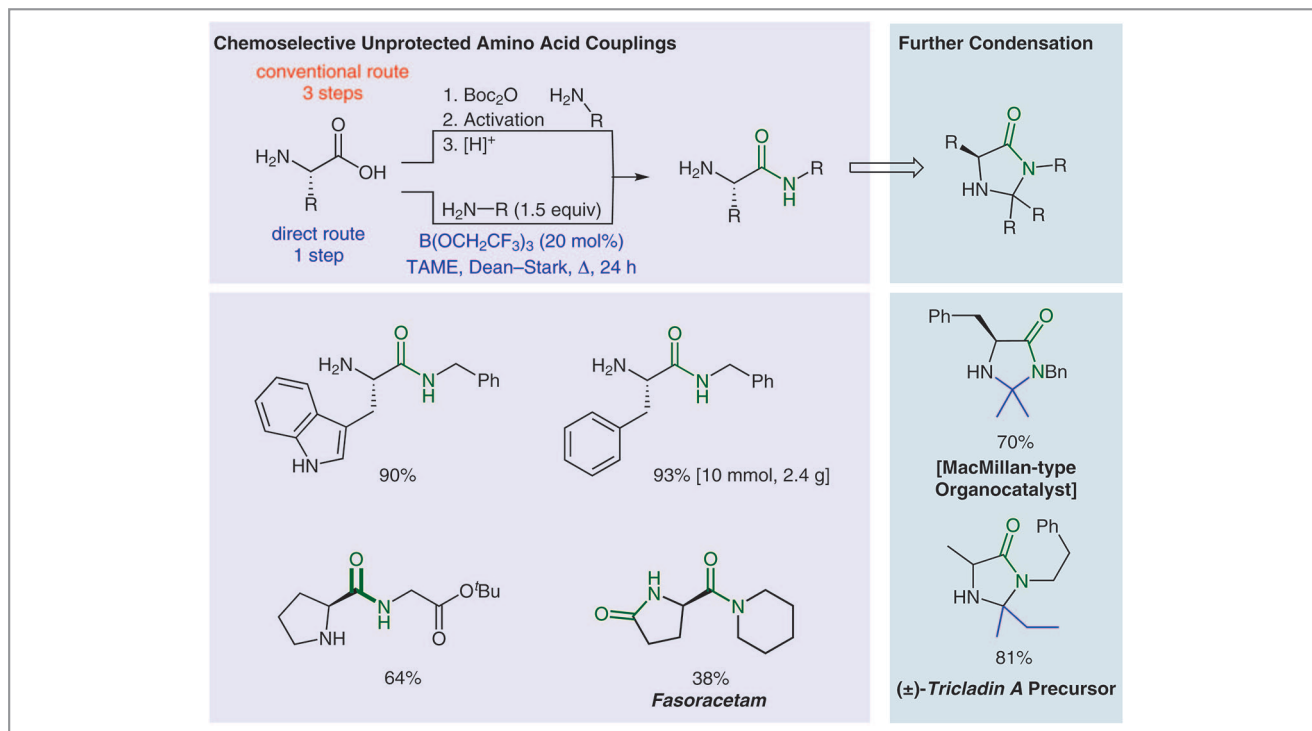 Chemoselective Unprotected Amino Acid Couplings
conventional route
3 steps
1. Boc2O
2. Activation
3. [H]+
H2N
R
H2N
O
OH
R
direct route
1 step
H2N—R (1.5 equiv)
B(OCH2CF3)3 (20 mol%)
TAME, Dean–Stark, Δ, 24 h
H2N
O
N
H
R
R
Further Condensation
O
R
N
R
HN
R
R
O
H2N
N
H
Ph
HN
90%
O
H2N
N
H
Ph
93% [10 mmol, 2.4 g]
O
N
H
NH
OtBu
O
64%
H
N
O
O
N
38%
Fasoracetam
Ph
O
HN
NBn
70%
[MacMillan-type
Organocatalyst]
Ph
O
N
HN
81%
(±)-Tricladin A Precursor